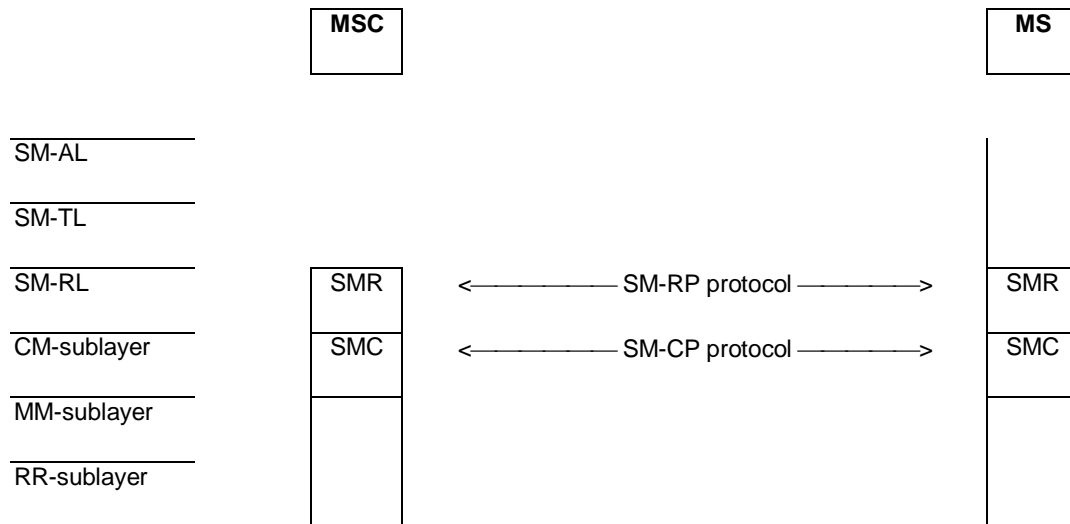 MSC MS
SM-AL
SM-TL
SM-RL SMR <———————— SM-RP protocol ————————> SMR
CM-sublayer SMC <———————— SM-CP protocol ————————> SMC
MM-sublayer
RR-sublayer